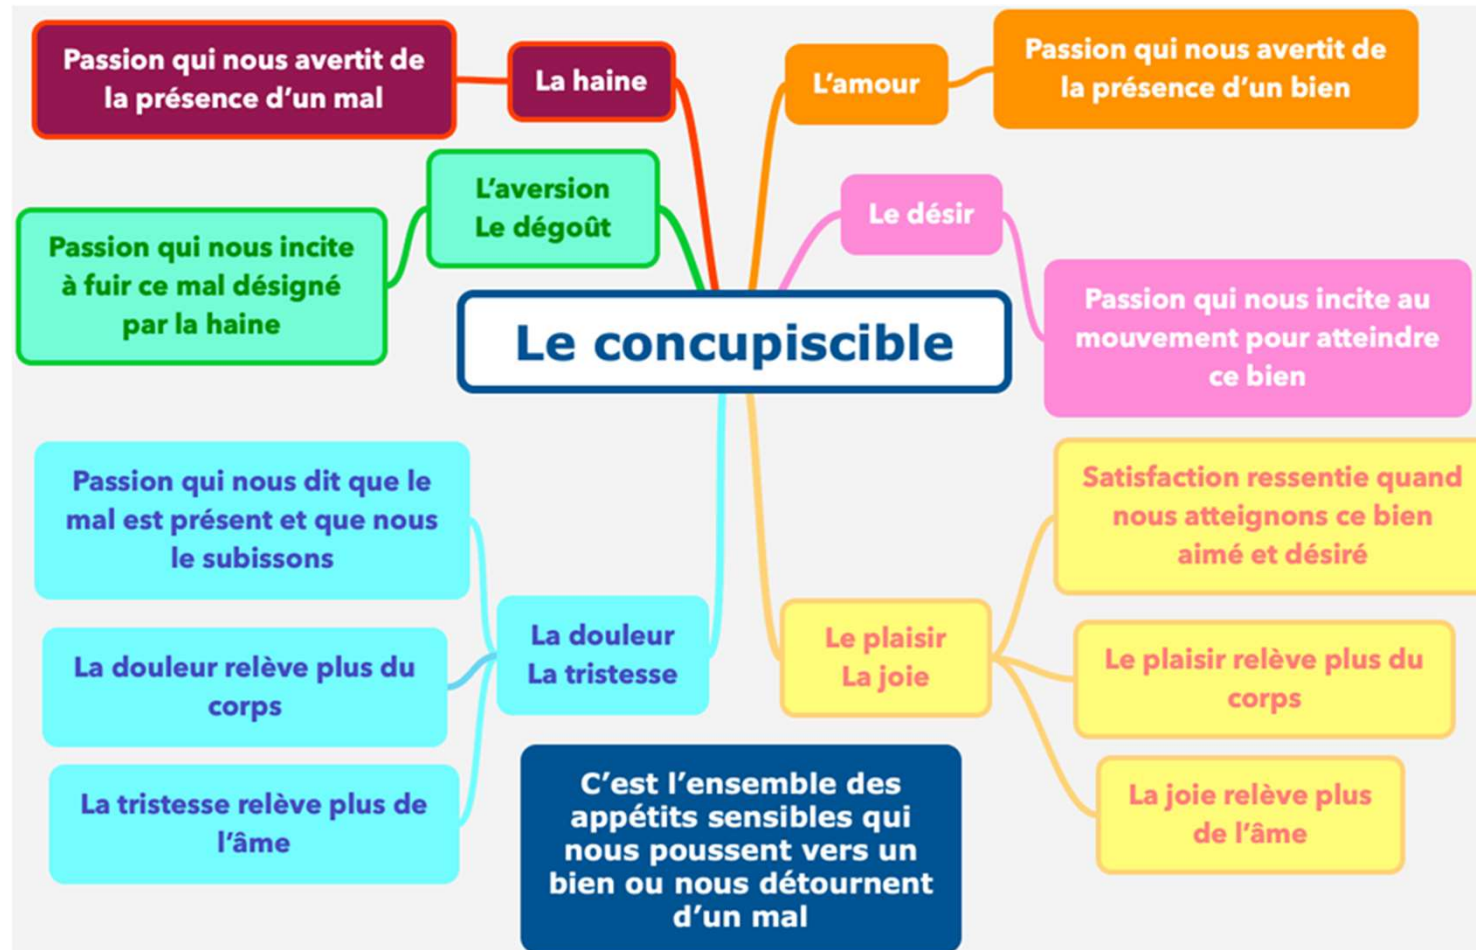 Passion qui nous avertit de
la présence d’un mal
La haine
L’amour
Passion qui nous avertit de
la présence d’un bien
L’aversion
Le dégoût
Passion qui nous incite
à fuir ce mal désigné
par la haine
Le désir
Passion qui nous incite au
mouvement pour atteindre
ce bien
Le concupiscible
Passion qui nous dit que le
mal est présent et que nous
le subissons
La douleur relève plus du
corps
La tristesse relève plus de
l’âme
La douleur
La tristesse
Le plaisir
La joie
Satisfaction ressentie quand
nous atteignons ce bien
aimé et désiré
Le plaisir relève plus du
corps
La joie relève plus
de l’âme
C’est l’ensemble des
appétits sensibles qui
nous poussent vers un
bien ou nous détournent
d’un mal